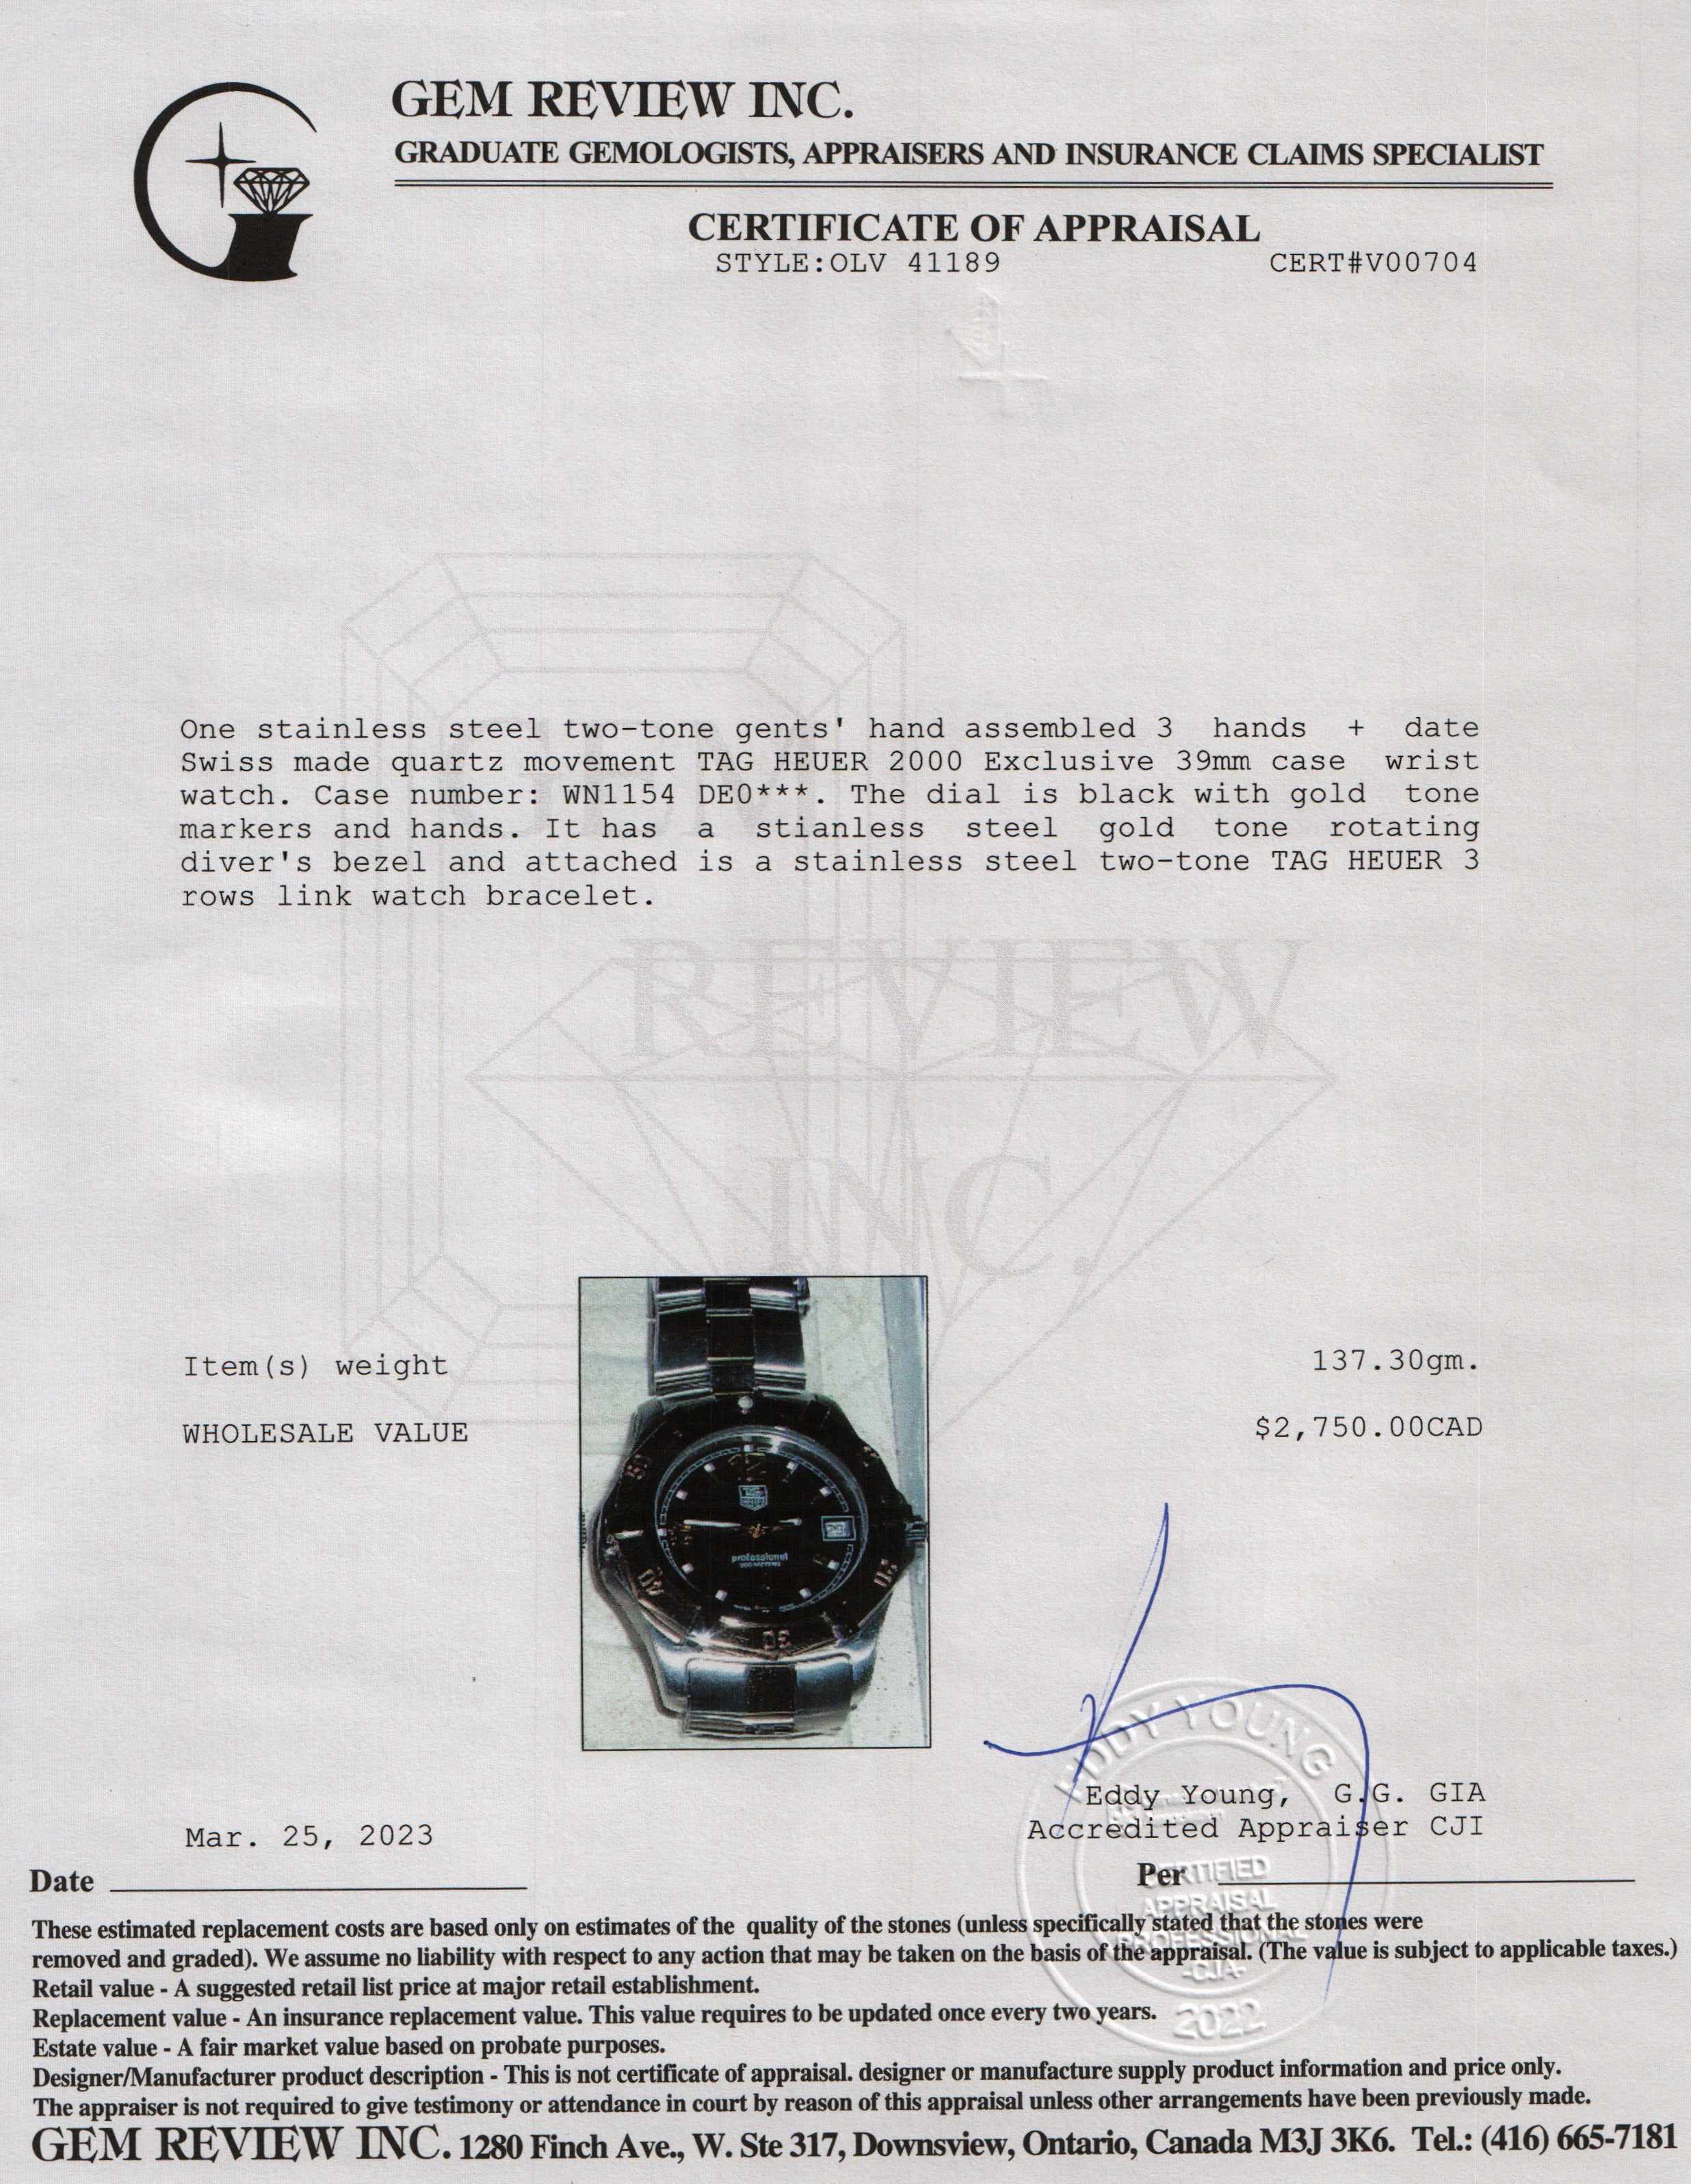 GEM REVIEW INC.
GRADUATE GEMOLOGISTS, APPRAISERS AND INSURANCE CLAIMS SPECIALIST
CERTIFICATE OF APPRAISAL
STYLE:OLV 41189 CERT#V00704
One stainless steel two-tone gents' hand assembled 3 hands + date
Swiss made quartz movement TAG HEUER 2000 Exclusive 39mm case wrist
watch. Case number: WN1154 DE0***. The dial is black with gold tone
markers and hands. It has a stianless steel gold tone rotating
diver's bezel and attached is a stainless steel two-tone TAG HEUER 3
rows link watch bracelet.
REVIEW
INC.
Item(s) weight 137.30gm.
WHOLESALE VALUE $2,750.00CAD
12
professional
30
EDDY YOUNG
Eddy Young, G.G. GIA
Accredited Appraiser CJI
Mar. 25, 2023
Date
Per
CERTIFIED
APPRAISAL
PROFESSIONAL
-CJA-
2022
These estimated replacement costs are based only on estimates of the quality of the stones (unless specifically stated that the stones were
removed and graded). We assume no liability with respect to any action that may be taken on the basis of the appraisal. (The value is subject to applicable taxes.)
Retail value - A suggested retail list price at major retail establishment.
Replacement value - An insurance replacement value. This value requires to be updated once every two years.
Estate value - A fair market value based on probate purposes.
Designer/Manufacturer product description - This is not certificate of appraisal. designer or manufacture supply product information and price only.
The appraiser is not required to give testimony or attendance in court by reason of this appraisal unless other arrangements have been previously made.
GEM REVIEW INC. 1280 Finch Ave., W. Ste 317, Downsview, Ontario, Canada M3J 3K6. Tel.: (416) 665-7181